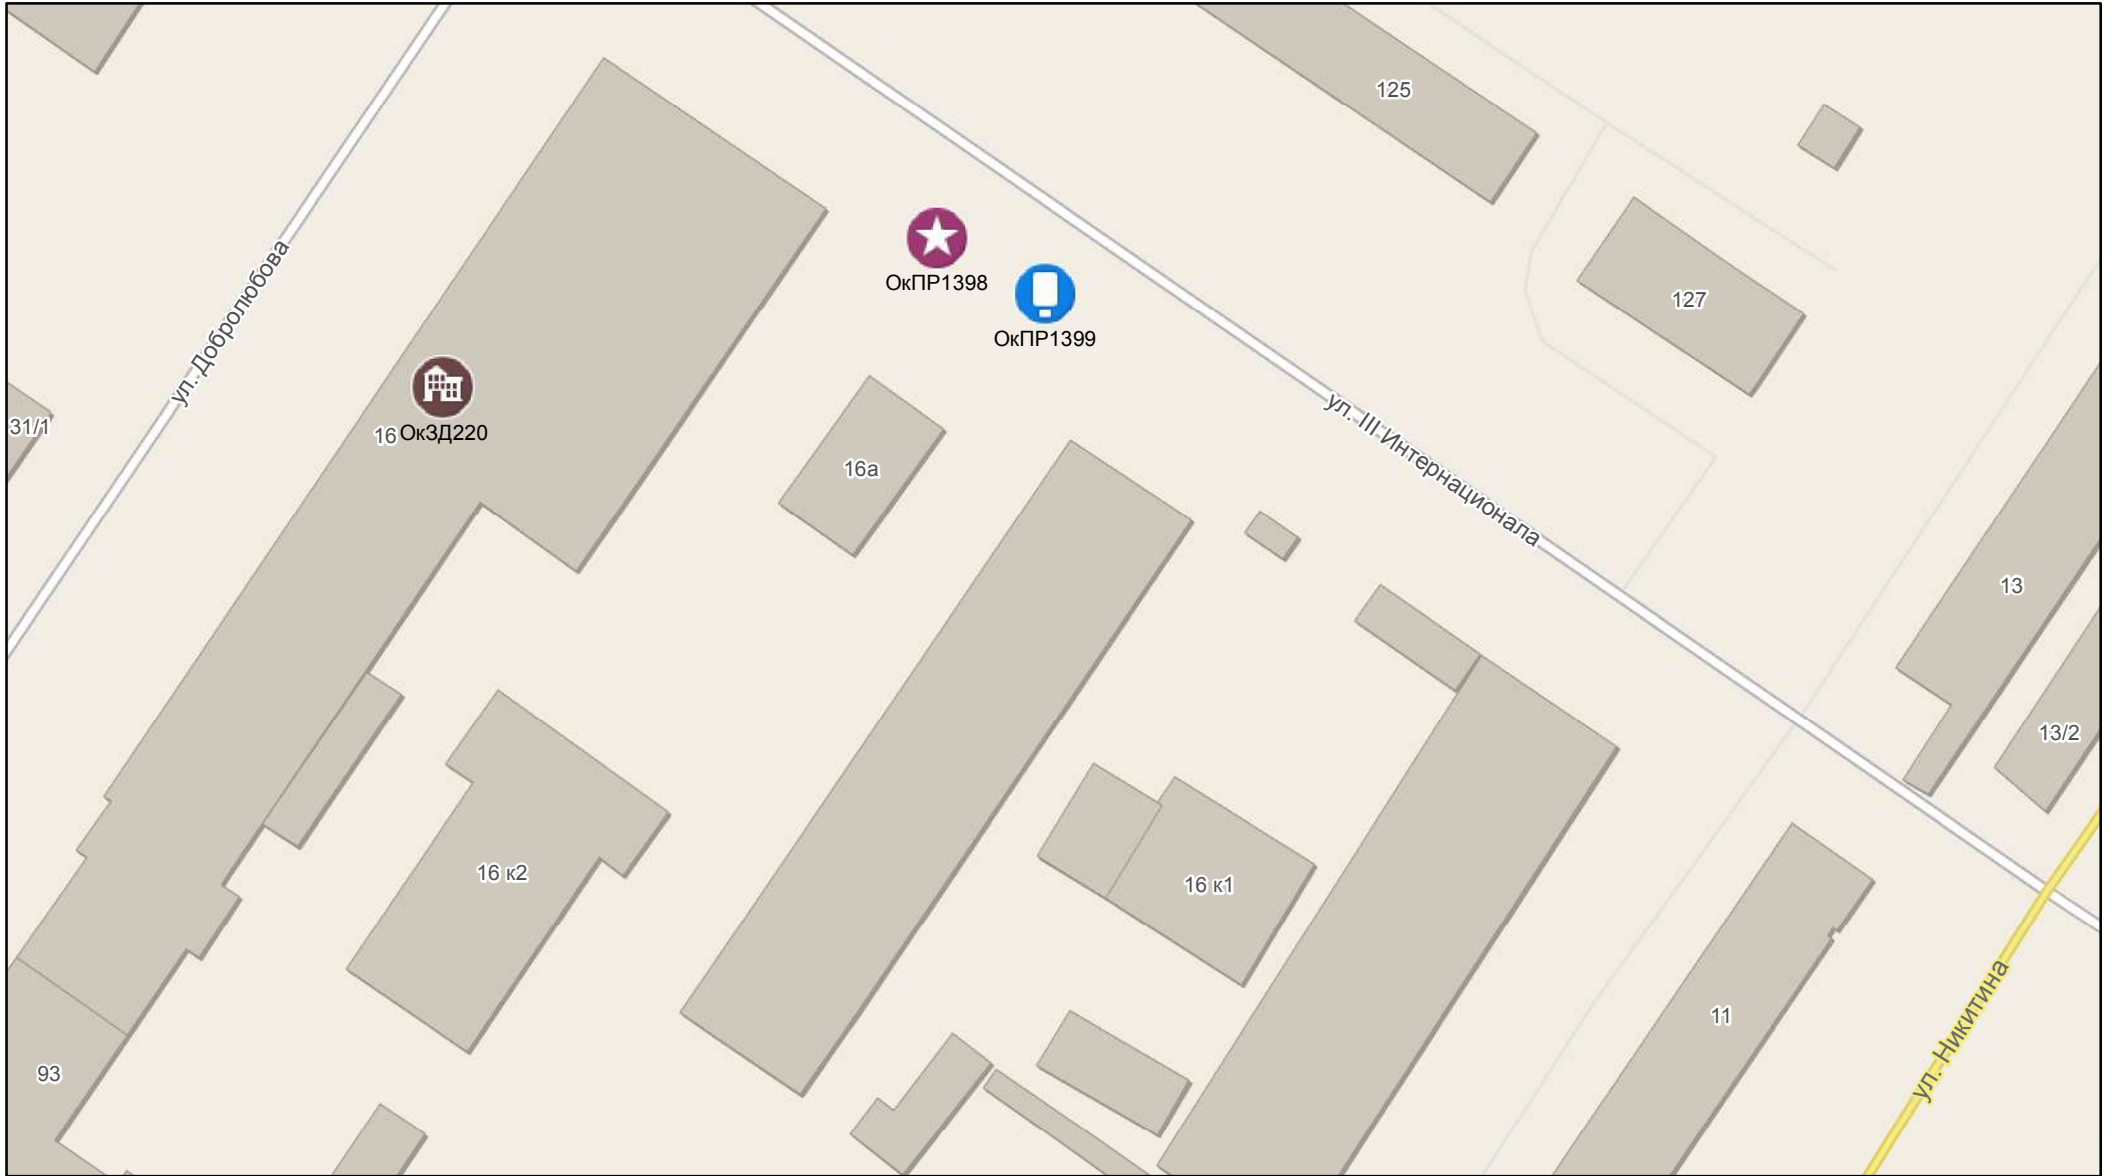 125
ул. Добролюбова
ОкПР1398
127
ОкПР1399
31/1
16
ОкЗД220
16а
ул. III Интернационала
13
13/2
16 к2
16 к1
11
ул. Никитина
93